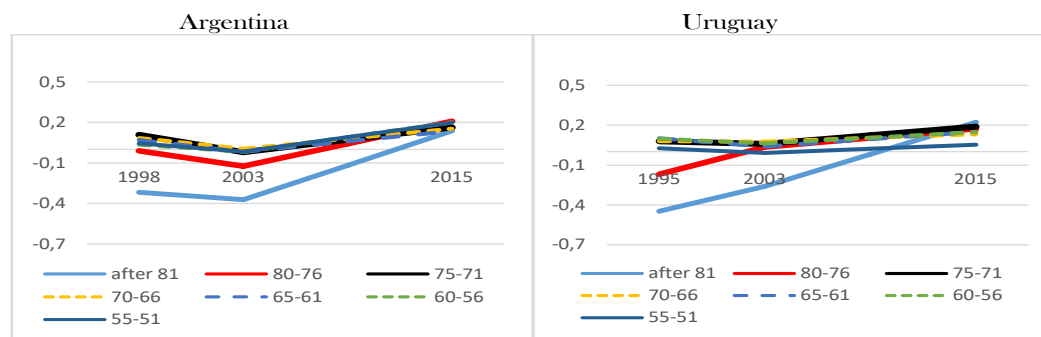 Argentina
0,5
0,2
-0,1
-0,4
-0,7
1998 2003 2015
after 81 80-76 75-71
70-66 65-61 60-56
55-51
Uruguay
0,5
0,2
-0,1
-0,4
-0,7
1995 2003 2015
after 81 80-76 75-71
70-66 65-61 60-56
55-51